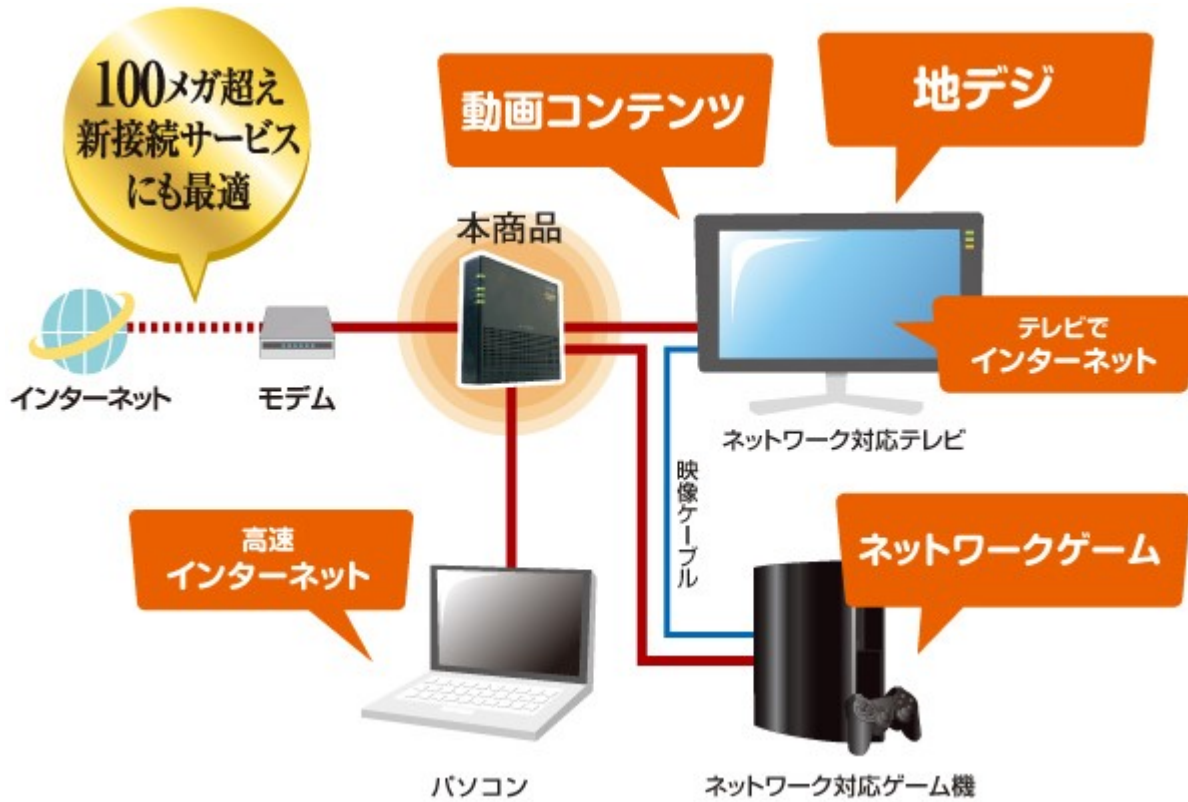 100メガ超え
新接続サービス
にも最適
動画コンテンツ
地デジ
本商品
テレビで
インターネット
インターネット
モデム
ネットワーク対応テレビ
映像ケーブル
高速
インターネット
ネットワークゲーム
パソコン
ネットワーク対応ゲーム機